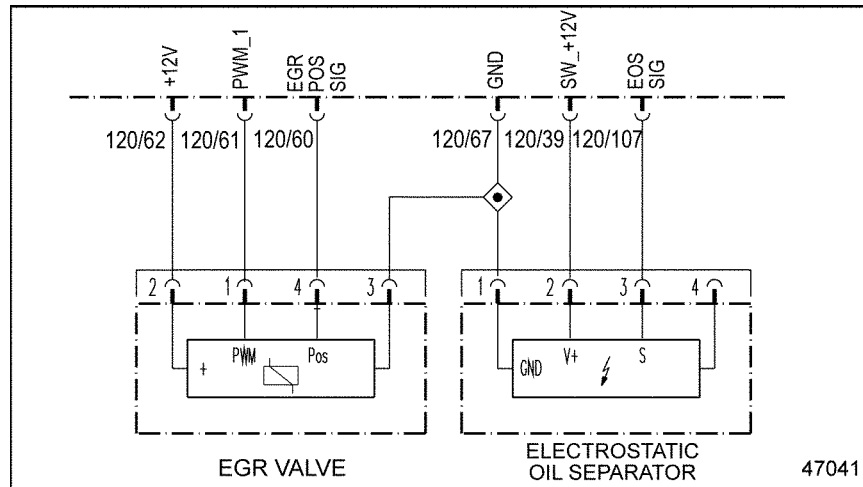 +12V
PWM_1
EGR
POS
SIG
GND
SW_+12V
EOS
SIG
120/62 120/61 120/60 120/67 120/39 120/107
2 1 4 3 1 2 3 4
+ PWM Pos GND V+ S
EGR VALVE
ELECTROSTATIC
OIL SEPARATOR
47041